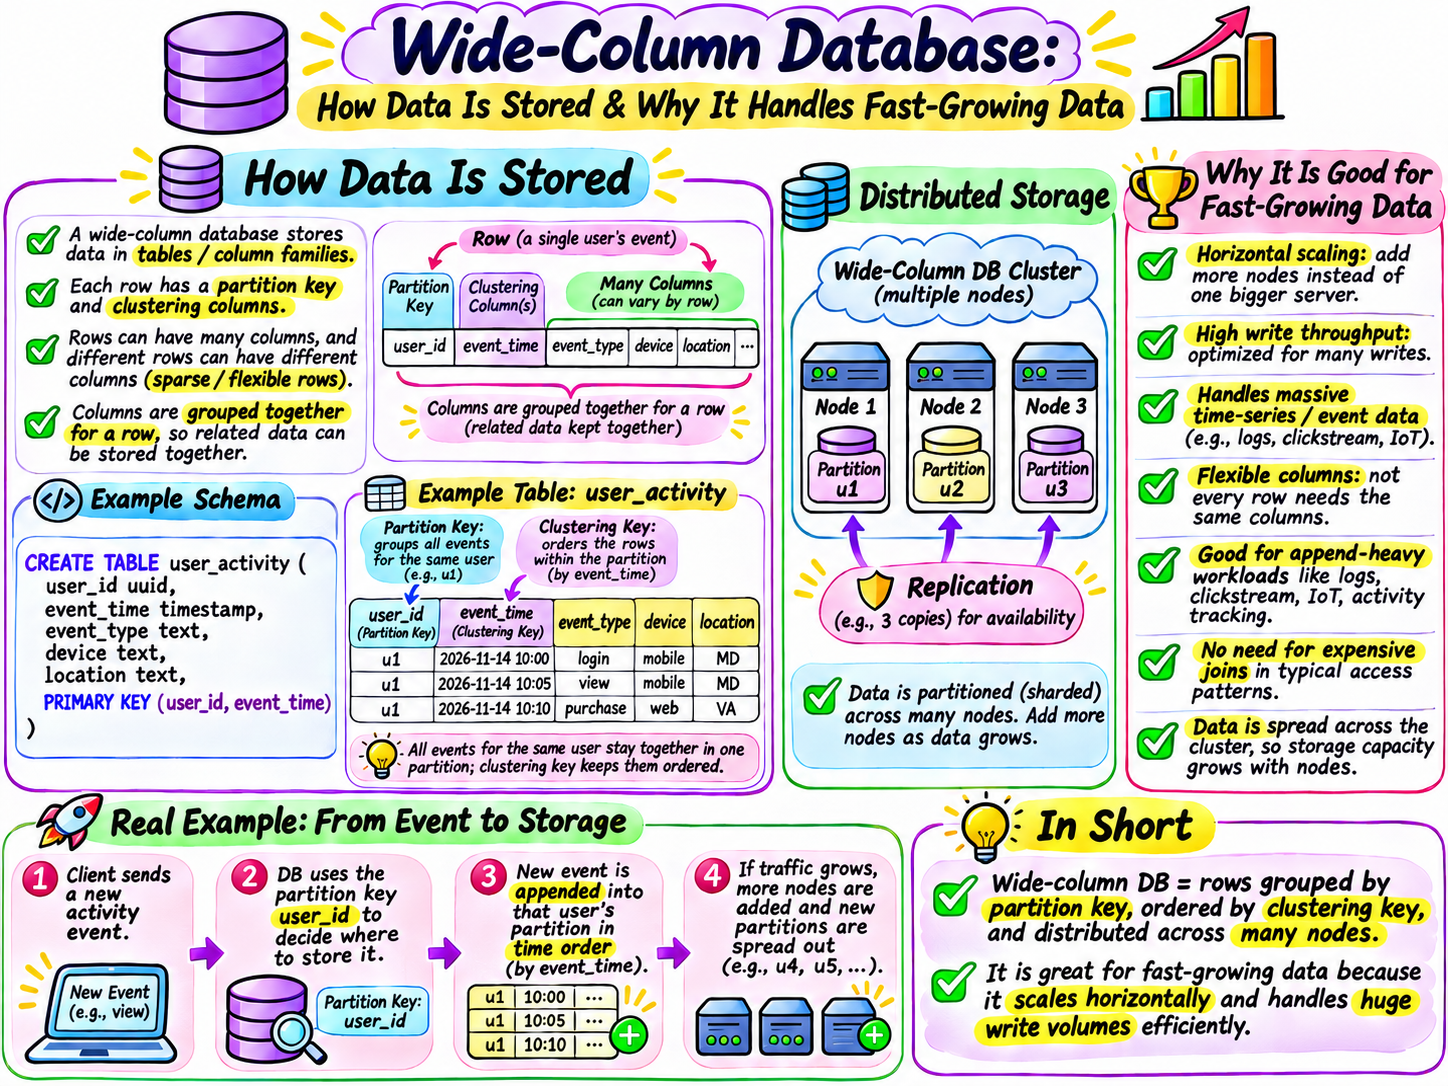 Wide-Column Database:
How Data Is Stored & Why It Handles Fast-Growing Data
How Data Is Stored
A wide-column database stores
data in tables / column families.
Each row has a partition key
and clustering columns.
Rows can have many columns, and
different rows can have different
columns (sparse / flexible rows).
Columns are grouped together
for a row, so related data can
be stored together.
Row (a single user's event)
Partition
Key
Clustering
Column(s)
Many Columns
(can vary by row)
user_id event_time event_type device location ...
Columns are grouped together for a row
(related data kept together)
</> Example Schema
CREATE TABLE user_activity (
user_id uuid,
event_time timestamp,
event_type text,
device text,
location text,
PRIMARY KEY (user_id, event_time)
)
Example Table: user_activity
Partition Key:
groups all events
for the same user
(e.g., u1)
Clustering Key:
orders the rows
within the partition
(by event_time)
user_id (Partition Key) event_time (Clustering Key) event_type device location
u1 2026-11-14 10:00 login mobile MD
u1 2026-11-14 10:05 view mobile MD
u1 2026-11-14 10:10 purchase web VA
All events for the same user stay together in one
partition; clustering key keeps them ordered.
Distributed Storage
Wide-Column DB Cluster
(multiple nodes)
Node 1 Node 2 Node 3
Partition
u1
Partition
u2
Partition
u3
Replication
(e.g., 3 copies) for availability
Data is partitioned (sharded)
across many nodes. Add more
nodes as data grows.
Why It Is Good for
Fast-Growing Data
Horizontal scaling: add
more nodes instead of
one bigger server.
High write throughput:
optimized for many writes.
Handles massive
time-series / event data
(e.g., logs, clickstream, IoT).
Flexible columns: not
every row needs the
same columns.
Good for append-heavy
workloads like logs,
clickstream, IoT, activity
tracking.
No need for expensive
joins in typical access
patterns.
Data is spread across the
cluster, so storage capacity
grows with nodes.
Real Example: From Event to Storage
1
Client sends
a new
activity
event.
New Event
(e.g., view)
2
DB uses the
partition key
user_id to
decide where
to store it.
Partition Key:
user_id
3
New event is
appended into
that user's
partition in
time order
(by event_time).
u1 10:00 ...
u1 10:05 ...
u1 10:10 ...
4
If traffic grows,
more nodes are
added and new
partitions are
spread out
(e.g., u4, u5, ...).
In Short
Wide-column DB = rows grouped by
partition key, ordered by clustering key,
and distributed across many nodes.
It is great for fast-growing data because
it scales horizontally and handles huge
write volumes efficiently.